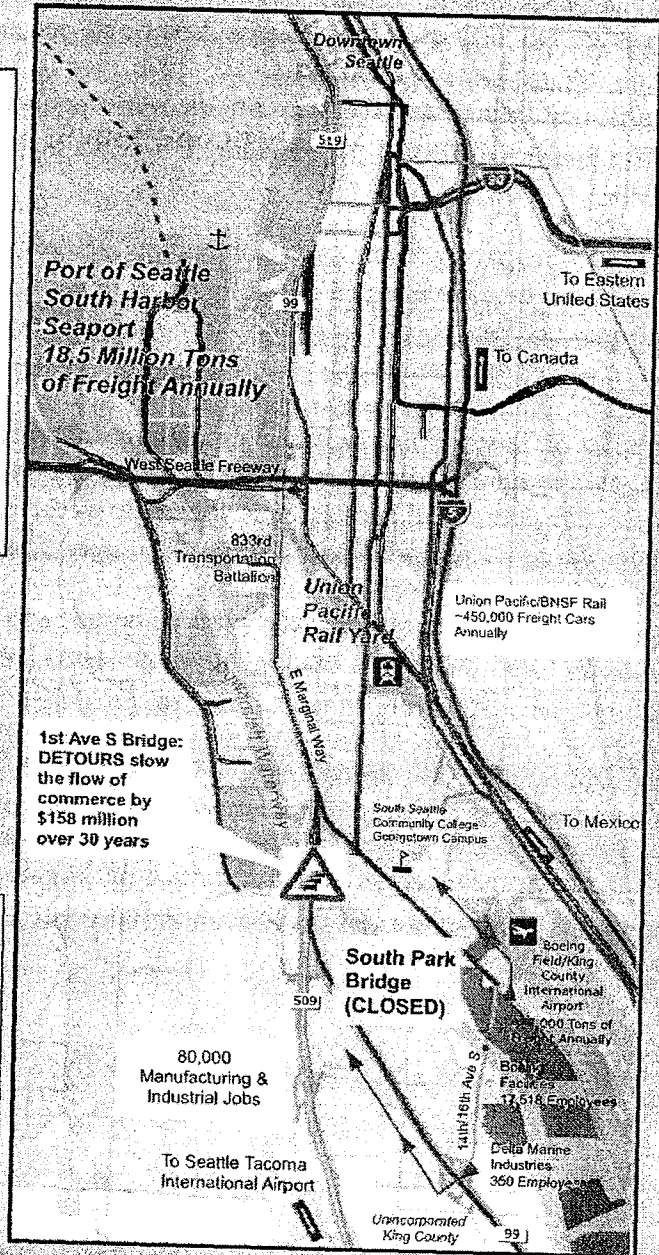 Downtown
Seattle
519
To Eastern
United States
Port of Seattle
South Harbor
Seaport
18.5 Million Tons
of Freight Annually
99
To Canada
West Seattle Freeway
5
833rd
Transportation
Battalion
Union
Pacific
Rail Yard
Union Pacific/BNSF Rail
~450,000 Freight Cars
Annually
E Marginal Way
1st Ave S Bridge:
DETOURS slow
the flow of
commerce by
$158 million
over 30 years
South Seattle
Community College
Georgetown Campus
To Mexico
South Park
Bridge
(CLOSED)
Boeing
Field/King
County
International
Airport
000 Tons of
Freight Annually
509
80,000
Manufacturing &
Industrial Jobs
14th/16th Ave S
Boeing
Facilities
17,518 Employees
Delta Marine
Industries
350 Employees
To Seattle Tacoma
International Airport
Unincorporated
King County
99